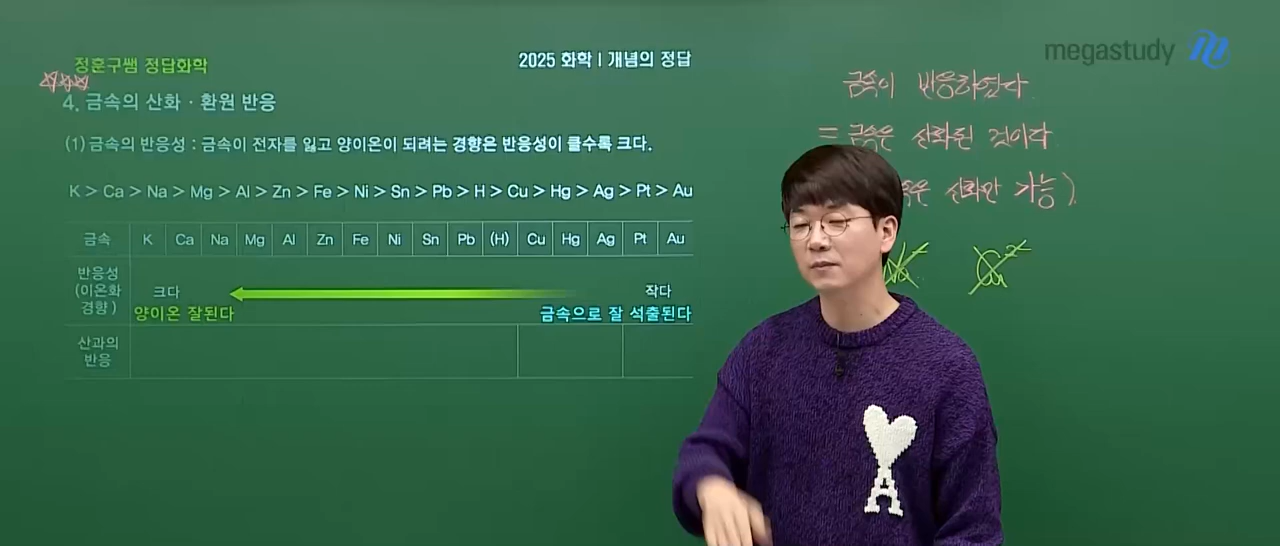 정훈구쌤 정답화학
2025 화학 I 개념의 정답
megastudy
4. 금속의 산화 · 환원 반응
(1) 금속의 반응성 : 금속이 전자를 잃고 양이온이 되려는 경향은 반응성이 클수록 크다.
K > Ca > Na > Mg > Al > Zn > Fe > Ni > Sn > Pb > H > Cu > Hg > Ag > Pt > Au
금속 K Ca Na Mg Al Zn Fe Ni Sn Pb (H) Cu Hg Ag Pt Au
반응성
(이온화
경향)
크다 작다
양이온 잘된다 금속으로 잘 석출된다
산과의
반응
금속이 반응하였다
= 금속은 산화된 것이다
산화만 가능)